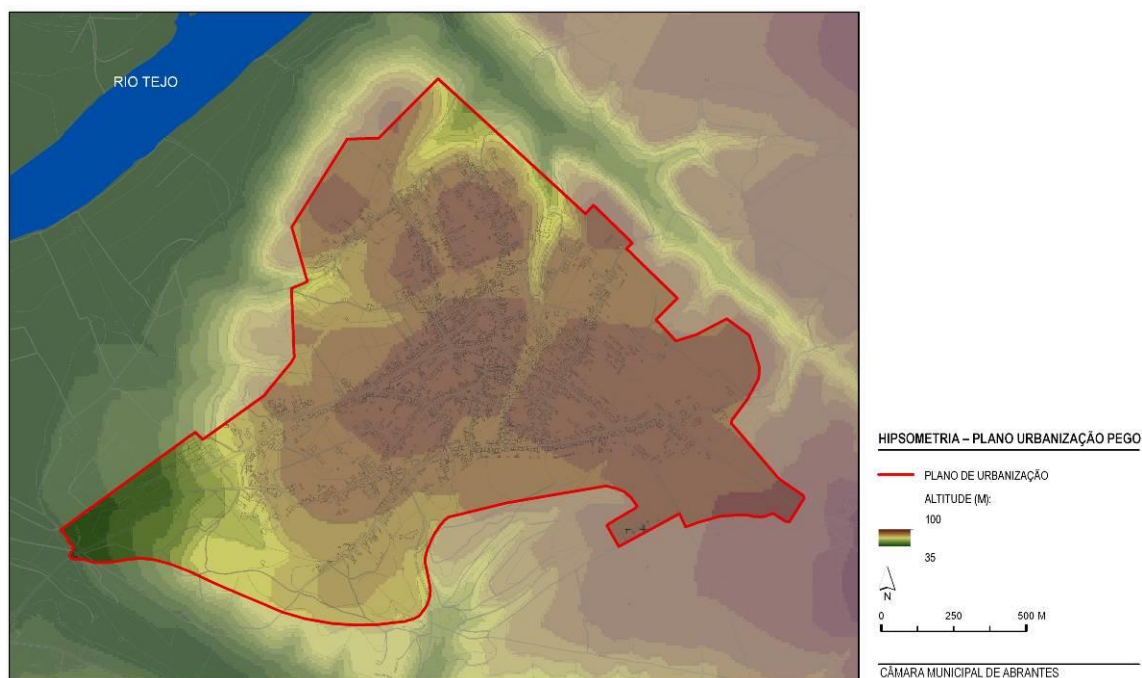 RIO TEJO
HIPSOMETRIA – PLANO URBANIZAÇÃO PEGO
PLANO DE URBANIZAÇÃO
ALTITUDE (M):
100
35
N
0 250 500 M
CÂMARA MUNICIPAL DE ABRANTES